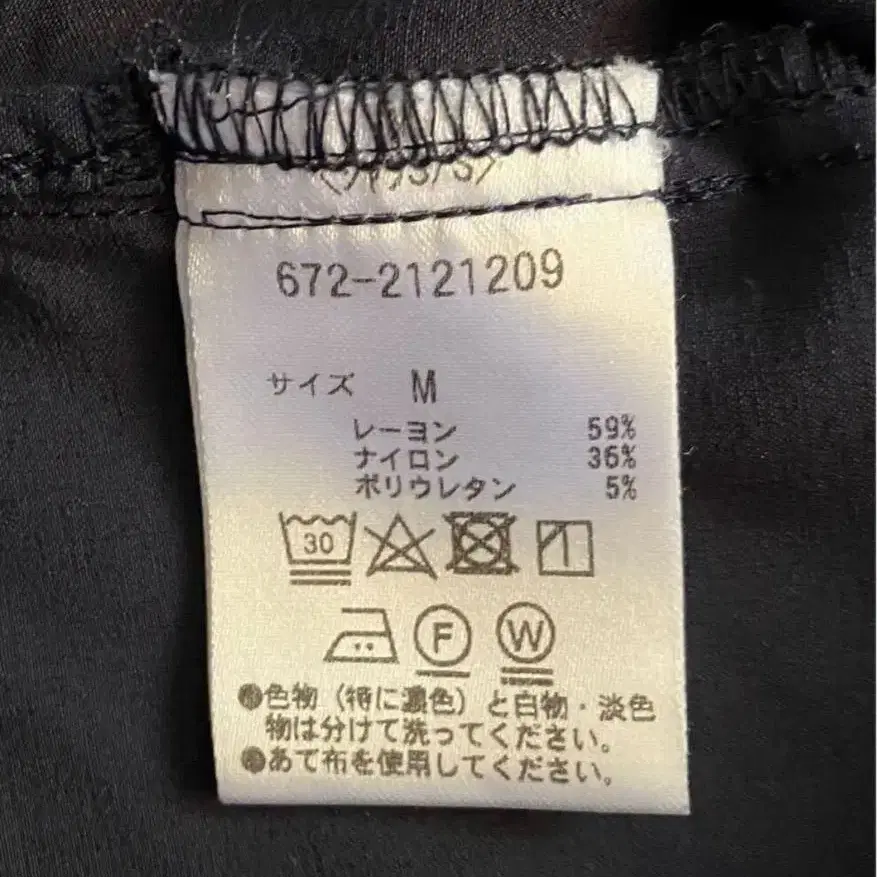 672-2121209
サイズ M
レーヨン 59%
ナイロン 36%
ポリウレタン 5%
30
F W
●色物(特に濃色)と白物・淡色
物は分けて洗ってください。
●あて布を使用してください。